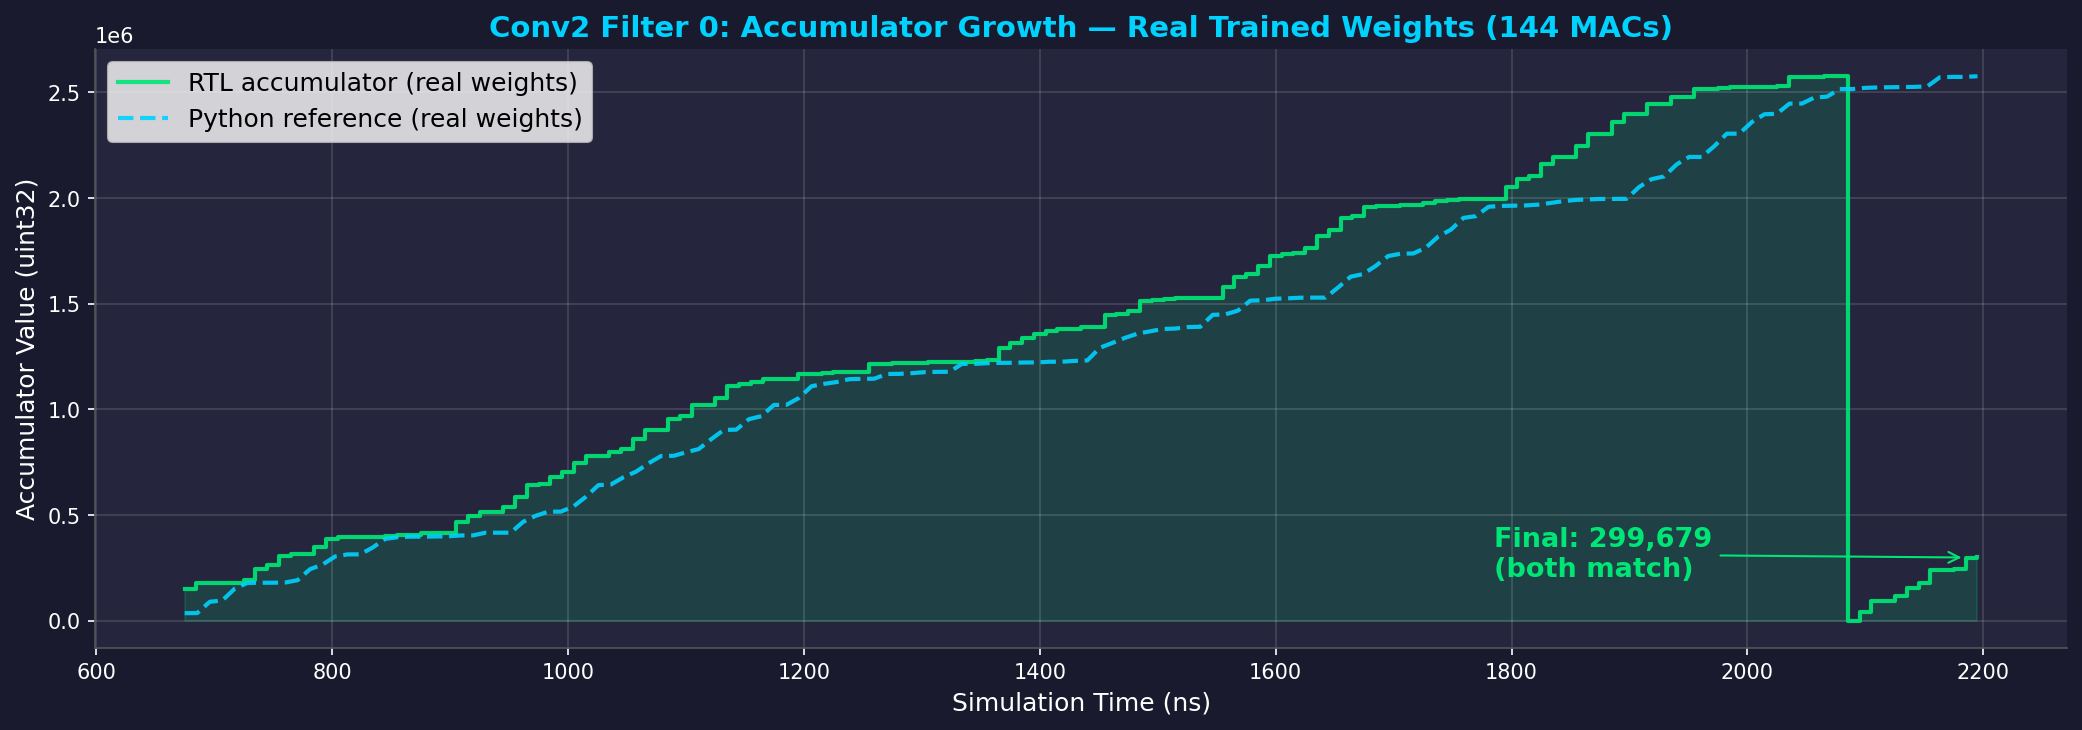 Conv2 Filter 0: Accumulator Growth — Real Trained Weights (144 MACs)
1e6
RTL accumulator (real weights)
Python reference (real weights)
Accumulator Value (uint32)
2.5
2.0
1.5
1.0
0.5
0.0
Final: 299,679
(both match)
600 800 1000 1200 1400 1600 1800 2000 2200
Simulation Time (ns)